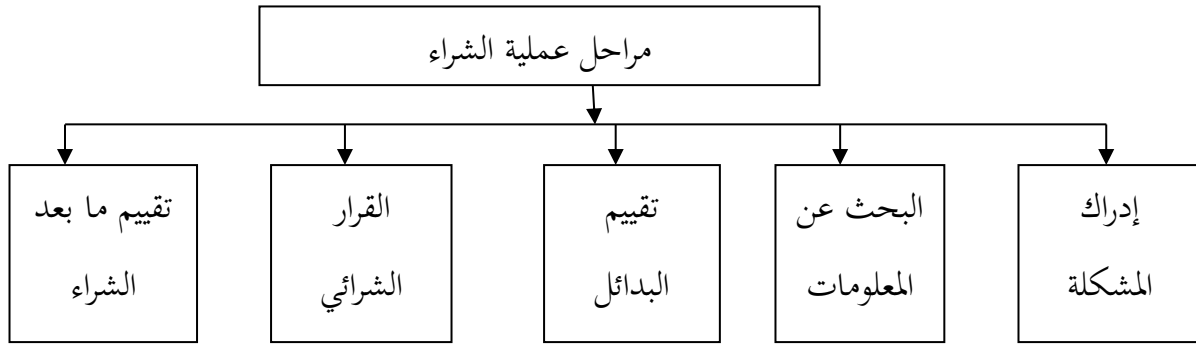 مراحل عملية الشراء
إدراك
المشكلة
البحث عن
المعلومات
تقييم
البدائل
القرار
الشرائي
تقييم ما بعد
الشراء